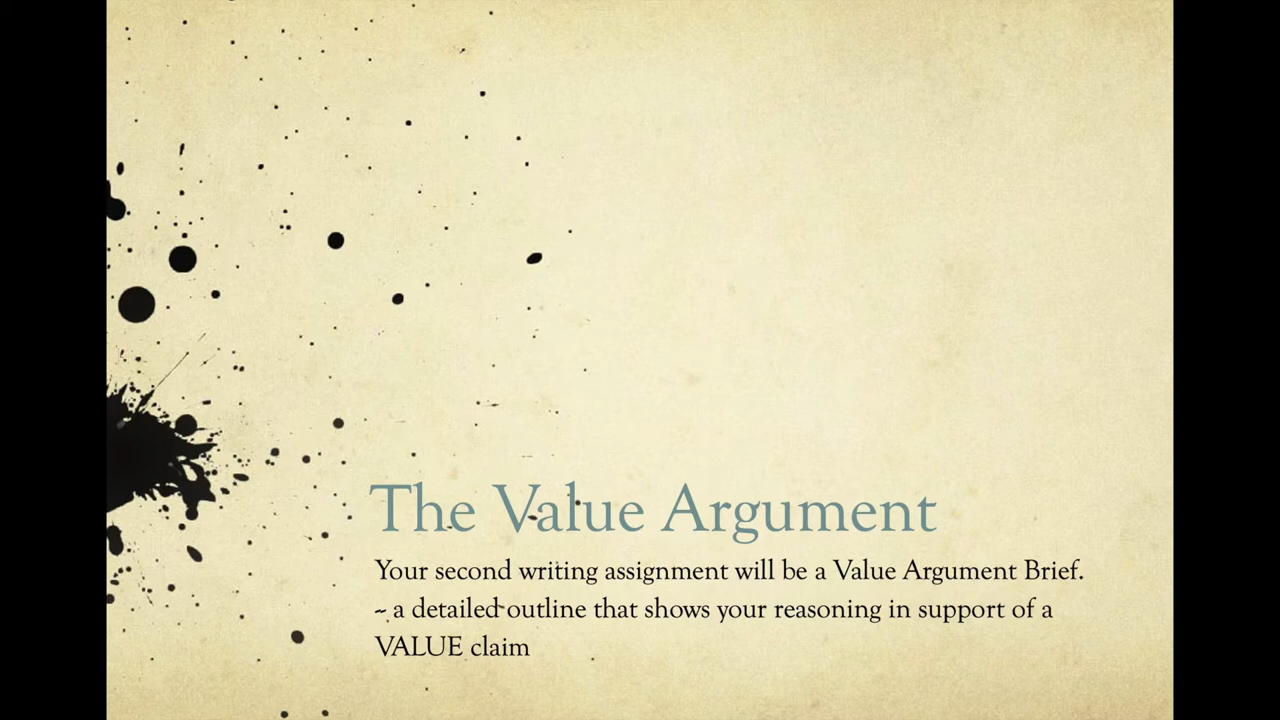 The Value Argument
Your second writing assignment will be a Value Argument Brief.
~ a detailed outline that shows your reasoning in support of a
VALUE claim